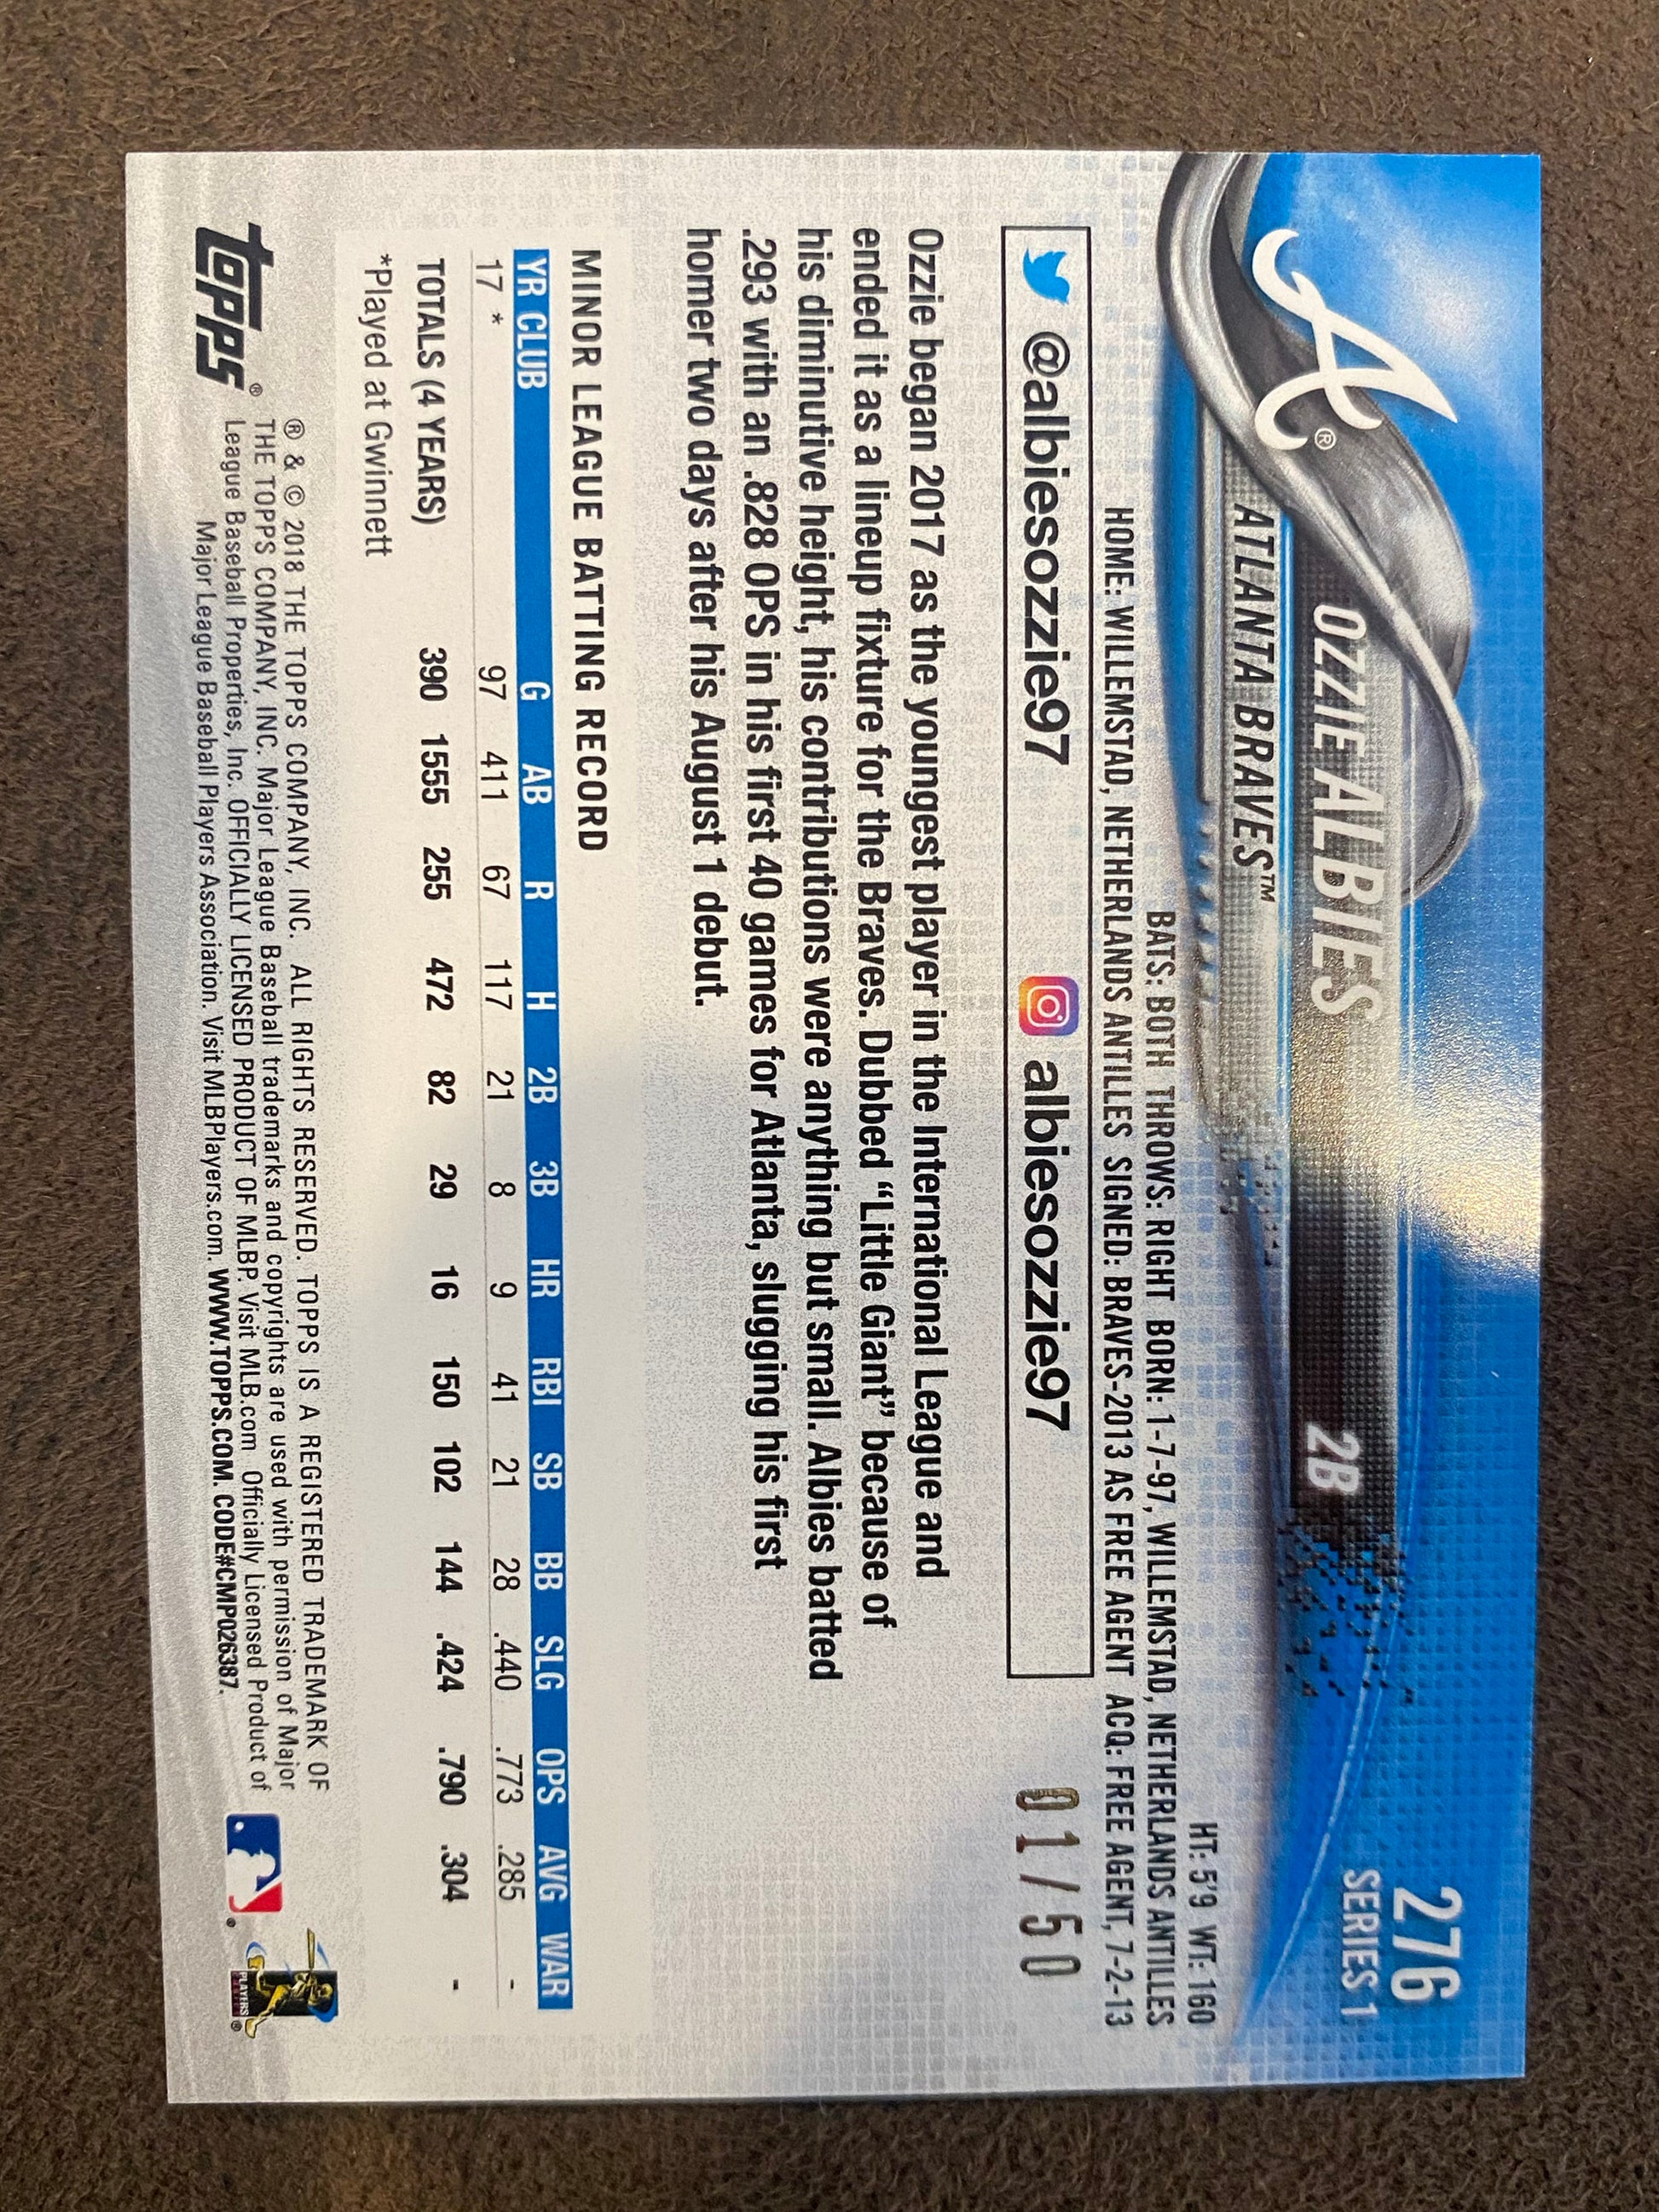 276
SERIES 1
A®
OZZIE ALBIES 2B
ATLANTA BRAVES™
HT: 5'9 WT: 160
BATS: BOTH THROWS: RIGHT BORN: 1-7-97, WILLEMSTAD, NETHERLANDS ANTILLES
HOME: WILLEMSTAD, NETHERLANDS ANTILLES SIGNED: BRAVES-2013 AS FREE AGENT ACQ: FREE AGENT, 7-2-13
@albiesozzie97 albiesozzie97
01/50
Ozzie began 2017 as the youngest player in the International League and
ended it as a lineup fixture for the Braves. Dubbed “Little Giant” because of
his diminutive height, his contributions were anything but small. Albies batted
.293 with an .828 OPS in his first 40 games for Atlanta, slugging his first
homer two days after his August 1 debut.
MINOR LEAGUE BATTING RECORD
YR CLUB G AB R H 2B 3B HR RBI SB BB SLG OPS AVG WAR
17 * 97 411 67 117 21 8 9 41 21 28 .440 .773 .285 -
TOTALS (4 YEARS) 390 1555 255 472 82 29 16 150 102 144 .424 .790 .304 -
*Played at Gwinnett
topps®
® & © 2018 THE TOPPS COMPANY, INC. ALL RIGHTS RESERVED. TOPPS IS A REGISTERED TRADEMARK OF
THE TOPPS COMPANY, INC. Major League Baseball trademarks and copyrights are used with permission of Major
League Baseball Properties, Inc. OFFICIALLY LICENSED PRODUCT OF MLBP. Visit MLB.com Officially Licensed Product of
Major League Baseball Players Association. Visit MLBPlayers.com. WWW.TOPPS.COM. CODE#CMP026387.
®
PLAYERS
®